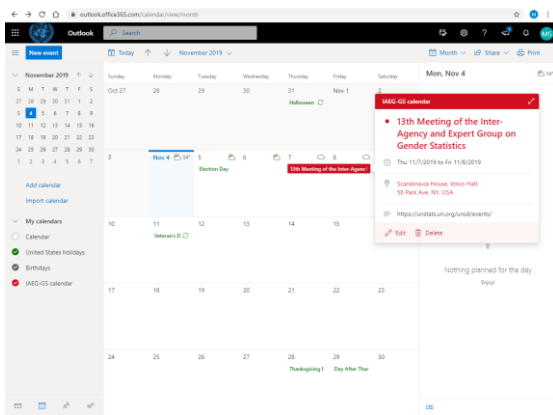 outlook.office365.com/calendar/view/month
Outlook
Search
MS
New event
Today
November 2019
Month
Share
Print
November 2019
S M T W T F S
27 28 29 30 31 1 2
3 4 5 6 7 8 9
10 11 12 13 14 15 16
17 18 19 20 21 22 23
24 25 26 27 28 29 30
1 2 3 4 5 6 7
Add calendar
Import calendar
My calendars
Calendar
United States holidays
Birthdays
IAEG-GS calendar
Sunday Monday Tuesday Wednesday Thursday Friday Saturday
Oct 27 28 29 30 31 Nov 1 2
Halloween
3 Nov 4 54° 5 6 7 8
Election Day
13th Meeting of the Inter-Agency
10 11 12 13 14 15
Veteran's D
17 18 19 20 21 22 23
24 25 26 27 28 29 30
Thanksgiving
Day After Than
Mon, Nov 4
54°
IAEG-GS calendar
13th Meeting of the Inter-
Agency and Expert Group on
Gender Statistics
Thu 11/7/2019 to Fri 11/8/2019
Scandinavia House, Volvo Hall:
58 Park Ave, NY, USA
https://unstats.un.org/unsd/events/
Edit Delete
Nothing planned for the day
Enjoy!